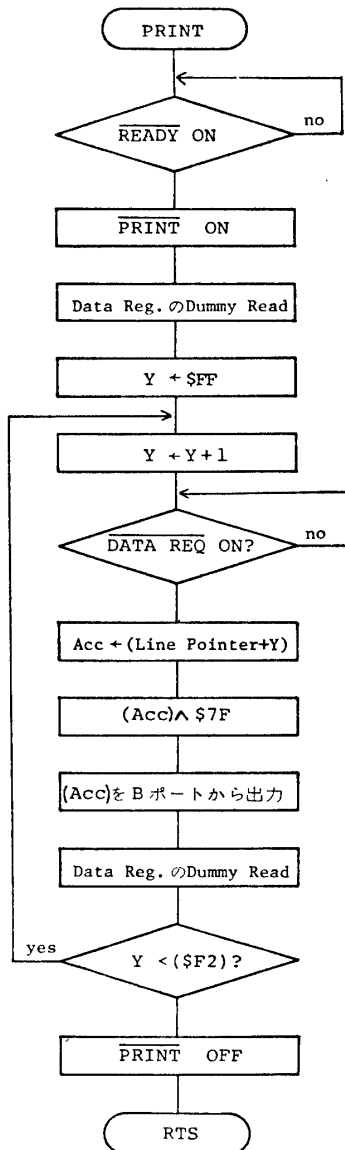 PRINT
READY ON
no
PRINT ON
Data Reg. のDummy Read
Y ← $FF
Y ← Y+1
DATA REQ ON?
no
Acc ← (Line Pointer+Y)
(Acc)∧ $7F
(Acc)を B ポートから出力
Data Reg. のDummy Read
yes
Y <($F2)?
PRINT OFF
RTS